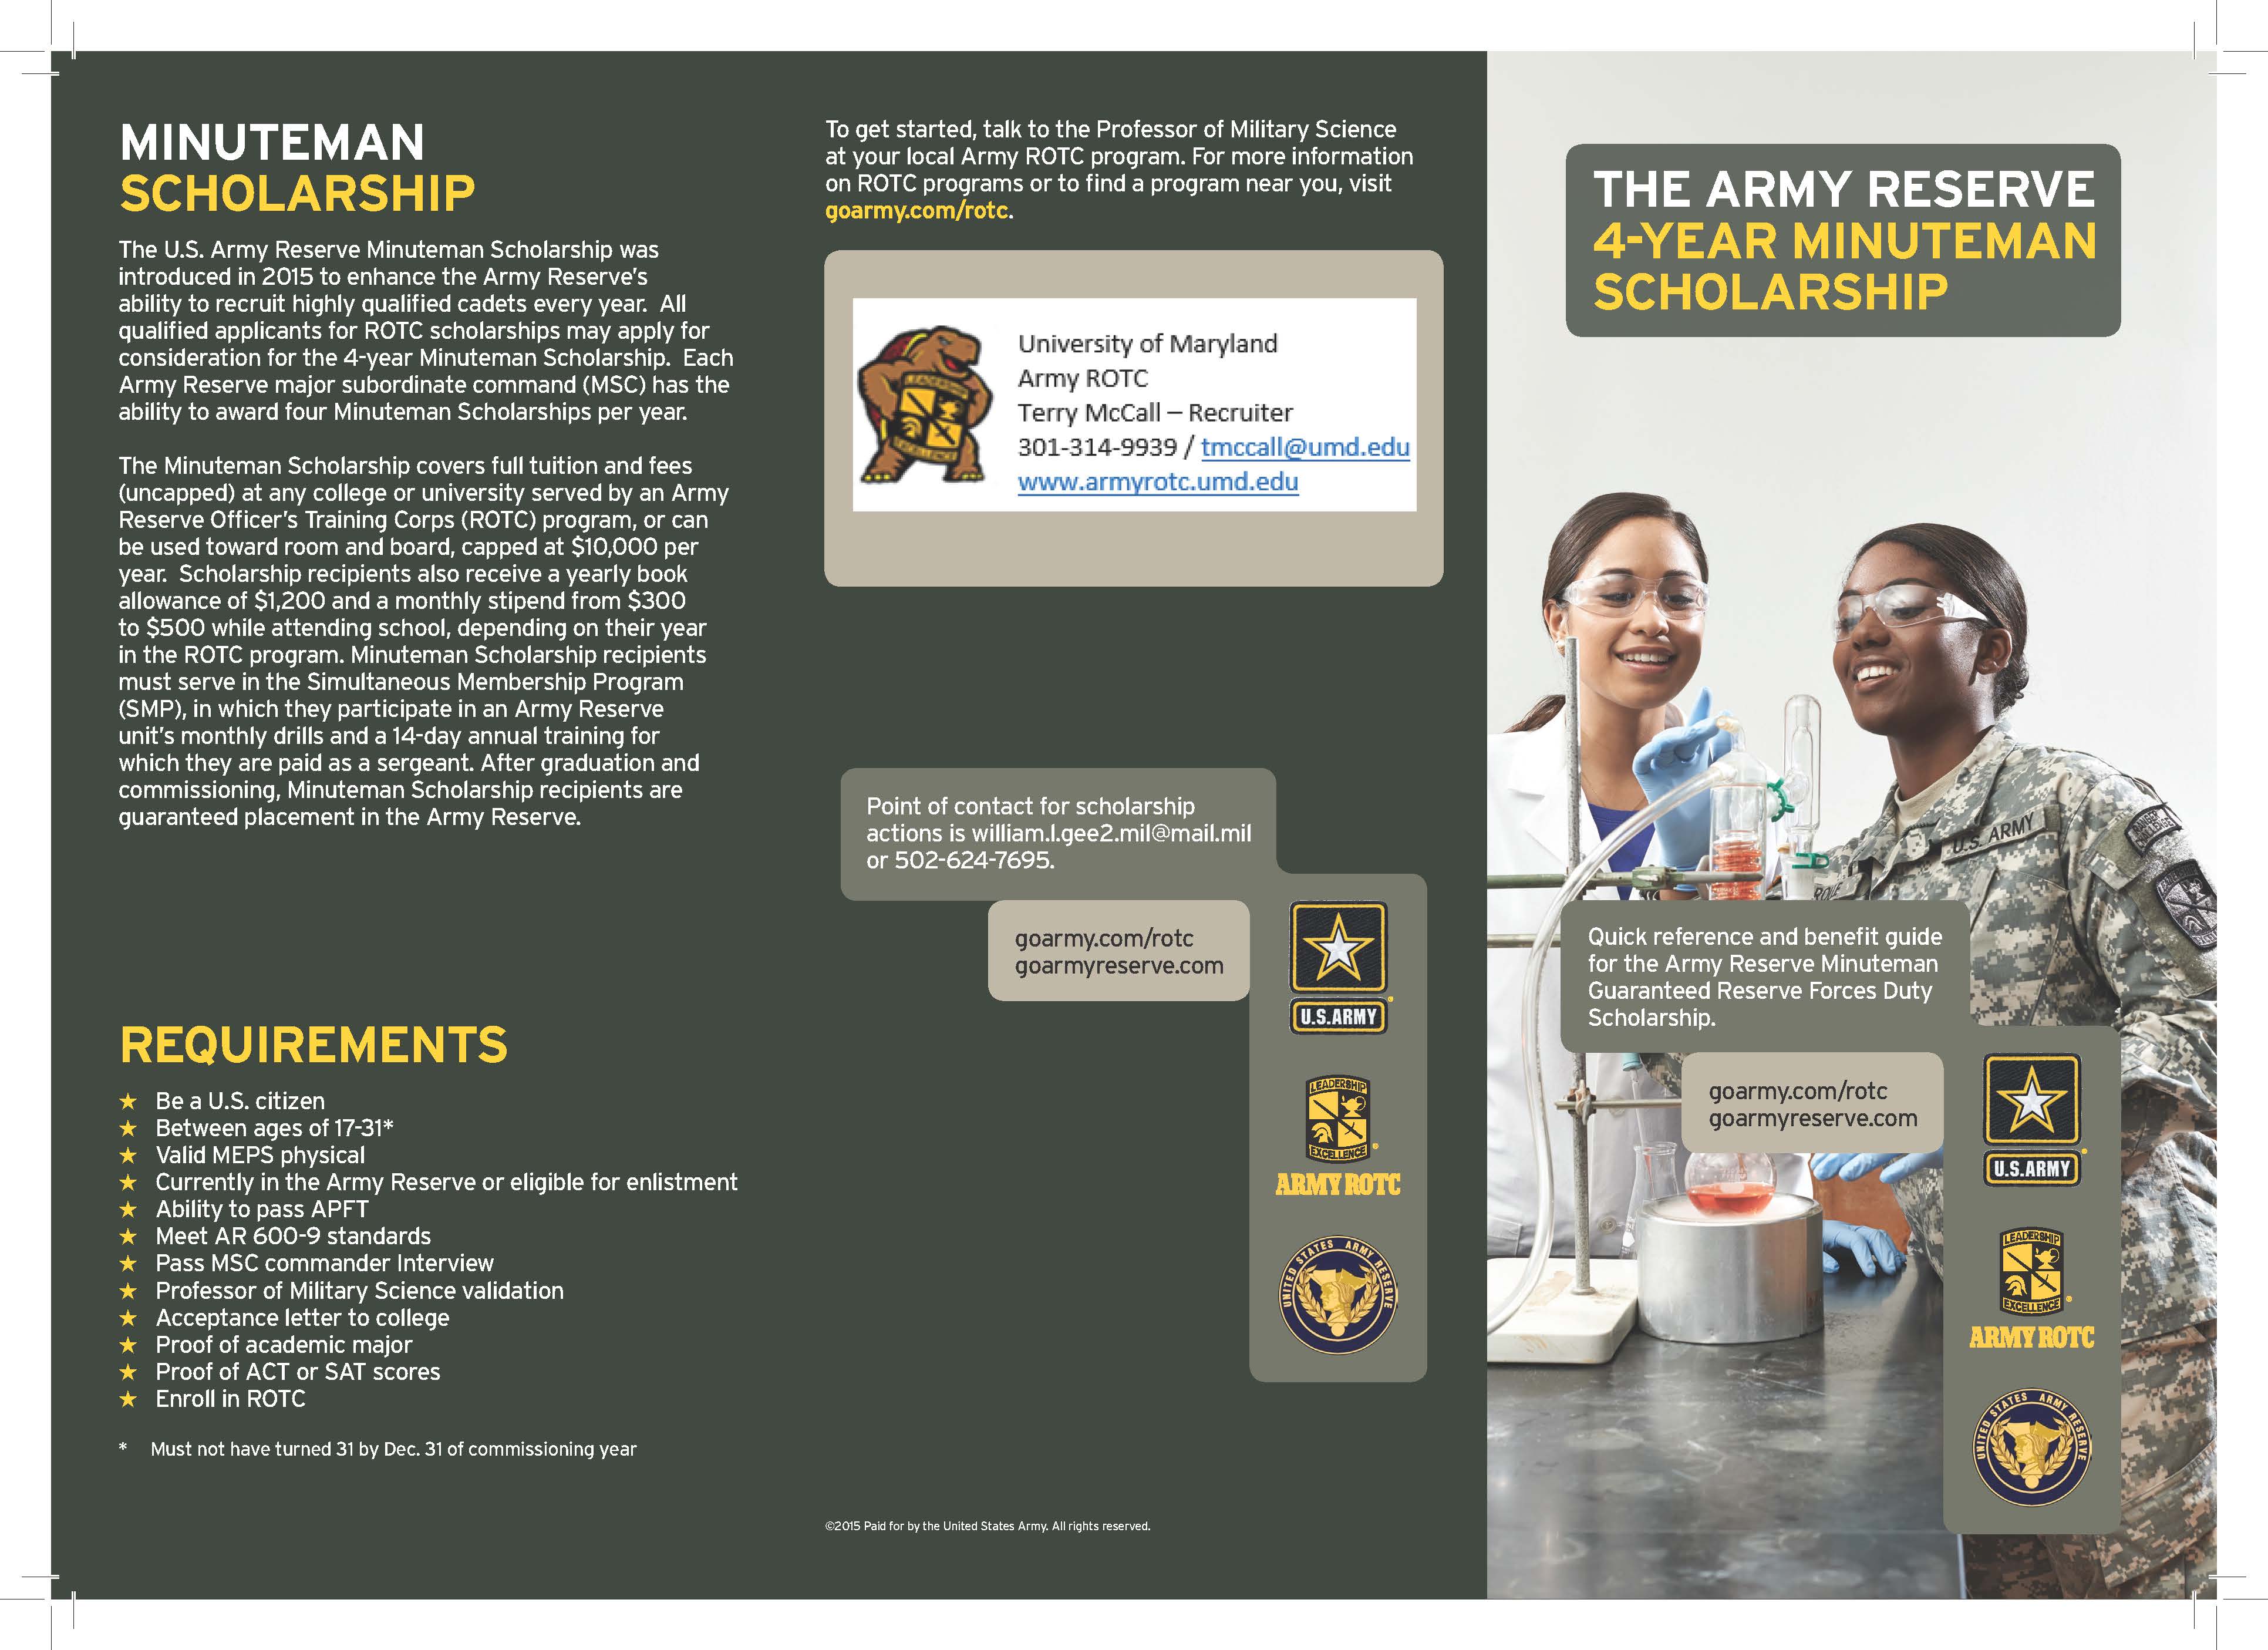 MINUTEMAN
SCHOLARSHIP
The U.S. Army Reserve Minuteman Scholarship was
introduced in 2015 to enhance the Army Reserve’s
ability to recruit highly qualified cadets every year.  All
qualified applicants for ROTC scholarships may apply for
consideration for the 4-year Minuteman Scholarship.  Each
Army Reserve major subordinate command (MSC) has the
ability to award four Minuteman Scholarships per year.
The Minuteman Scholarship covers full tuition and fees
(uncapped) at any college or university served by an Army
Reserve Officer’s Training Corps (ROTC) program, or can
be used toward room and board, capped at $10,000 per
year.  Scholarship recipients also receive a yearly book
allowance of $1,200 and a monthly stipend from $300
to $500 while attending school, depending on their year
in the ROTC program. Minuteman Scholarship recipients
must serve in the Simultaneous Membership Program
(SMP), in which they participate in an Army Reserve
unit’s monthly drills and a 14-day annual training for
which they are paid as a sergeant. After graduation and
commissioning, Minuteman Scholarship recipients are
guaranteed placement in the Army Reserve.
REQUIREMENTS
★ Be a U.S. citizen
★ Between ages of 17-31*
★ Valid MEPS physical
★ Currently in the Army Reserve or eligible for enlistment
★ Ability to pass APFT
★ Meet AR 600-9 standards
★ Pass MSC commander Interview
★ Professor of Military Science validation
★ Acceptance letter to college
★ Proof of academic major
★ Proof of ACT or SAT scores
★ Enroll in ROTC
* Must not have turned 31 by Dec. 31 of commissioning year
To get started, talk to the Professor of Military Science
at your local Army ROTC program. For more information
on ROTC programs or to find a program near you, visit
goarmy.com/rotc.
LEADERSHIP
EXCELLENCE
University of Maryland
Army ROTC
Terry McCall – Recruiter
301-314-9939 / tmccall@umd.edu
www.armyrotc.umd.edu
Point of contact for scholarship
actions is william.l.gee2.mil@mail.mil
or 502-624-7695.
goarmy.com/rotc
goarmyreserve.com
U.S.ARMY
LEADERSHIP
EXCELLENCE
ARMY ROTC
UNITED STATES ARMY RESERVE
©2015 Paid for by the United States Army. All rights reserved.
THE ARMY RESERVE
4-YEAR MINUTEMAN
SCHOLARSHIP
U.S. ARMY
RANGER
CHALLENGE
Quick reference and benefit guide
for the Army Reserve Minuteman
Guaranteed Reserve Forces Duty
Scholarship.
goarmy.com/rotc
goarmyreserve.com
U.S.ARMY
LEADERSHIP
EXCELLENCE
ARMY ROTC
UNITED STATES ARMY RESERVE